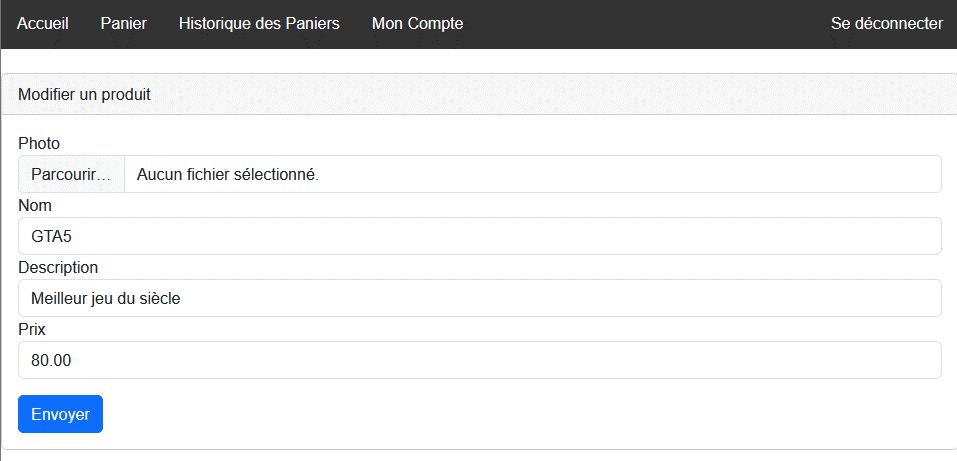 Accueil Panier Historique des Paniers Mon Compte Se déconnecter
Modifier un produit
Photo
Parcourir… Aucun fichier sélectionné.
Nom
GTA5
Description
Meilleur jeu du siècle
Prix
80.00
Envoyer